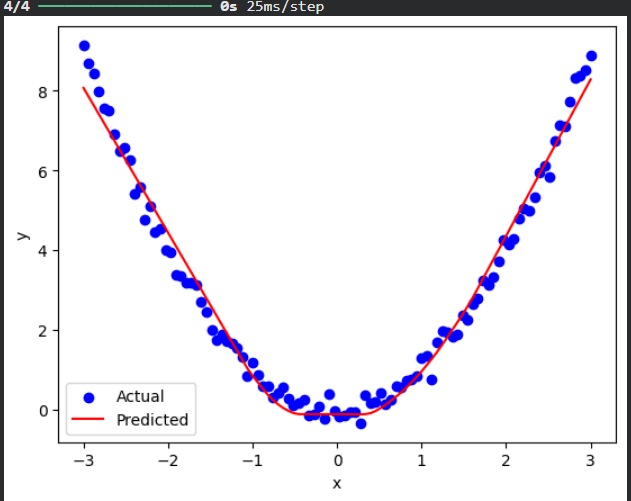 4/4 ━━━━━━━━━━━━━━━━━━━━ 0s 25ms/step
8
6
4
2
0
y
Actual
Predicted
−3 −2 −1 0 1 2 3
x